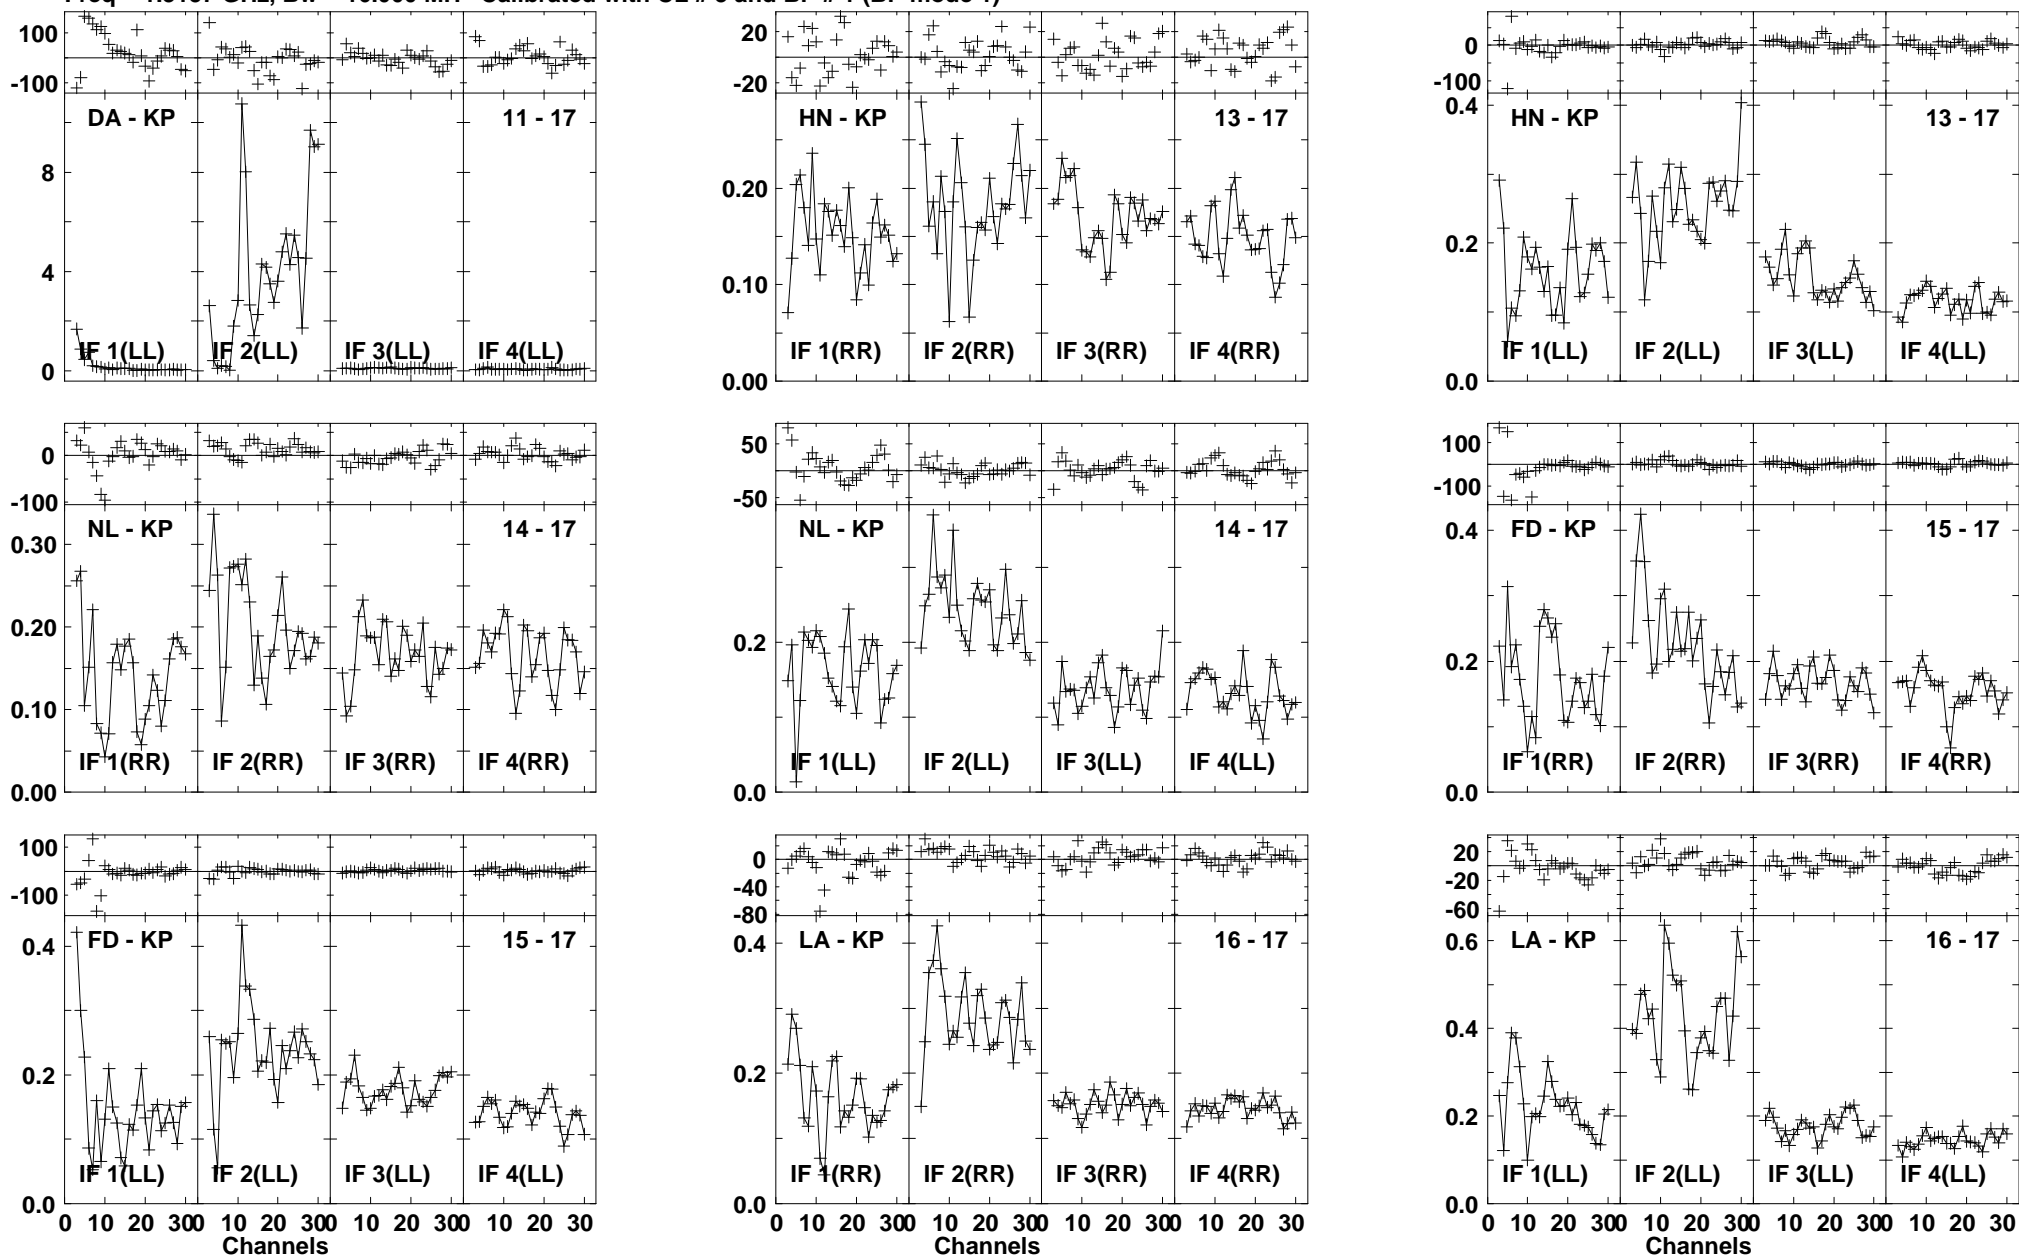 100
-100
DA - KP
11 - 17
8
4
0
IF 1(LL)
IF 2(LL)
IF 3(LL)
IF 4(LL)
20
0
-20
HN - KP
13 - 17
0.20
0.10
0.00
IF 1(RR)
IF 2(RR)
IF 3(RR)
IF 4(RR)
0
-100
0.4
HN - KP
13 - 17
0.2
0.0
IF 1(LL)
IF 2(LL)
IF 3(LL)
IF 4(LL)
0
-100
NL - KP
14 - 17
0.30
0.20
0.10
0.00
IF 1(RR)
IF 2(RR)
IF 3(RR)
IF 4(RR)
50
-50
NL - KP
14 - 17
0.2
0.0
IF 1(LL)
IF 2(LL)
IF 3(LL)
IF 4(LL)
100
-100
FD - KP
15 - 17
0.4
0.2
0.0
IF 1(RR)
IF 2(RR)
IF 3(RR)
IF 4(RR)
100
-100
FD - KP
15 - 17
0.4
0.2
0.0
IF 1(LL)
IF 2(LL)
IF 3(LL)
IF 4(LL)
0 10 20 30 0 10 20 30 0 10 20 30 0 10 20 30
Channels
0
-40
-80
LA - KP
16 - 17
0.4
0.2
0.0
IF 1(RR)
IF 2(RR)
IF 3(RR)
IF 4(RR)
0 10 20 30 0 10 20 30 0 10 20 30 0 10 20 30
Channels
20
-20
-60
LA - KP
16 - 17
0.6
0.4
0.2
0.0
IF 1(LL)
IF 2(LL)
IF 3(LL)
IF 4(LL)
0 10 20 30 0 10 20 30 0 10 20 30 0 10 20 30
Channels